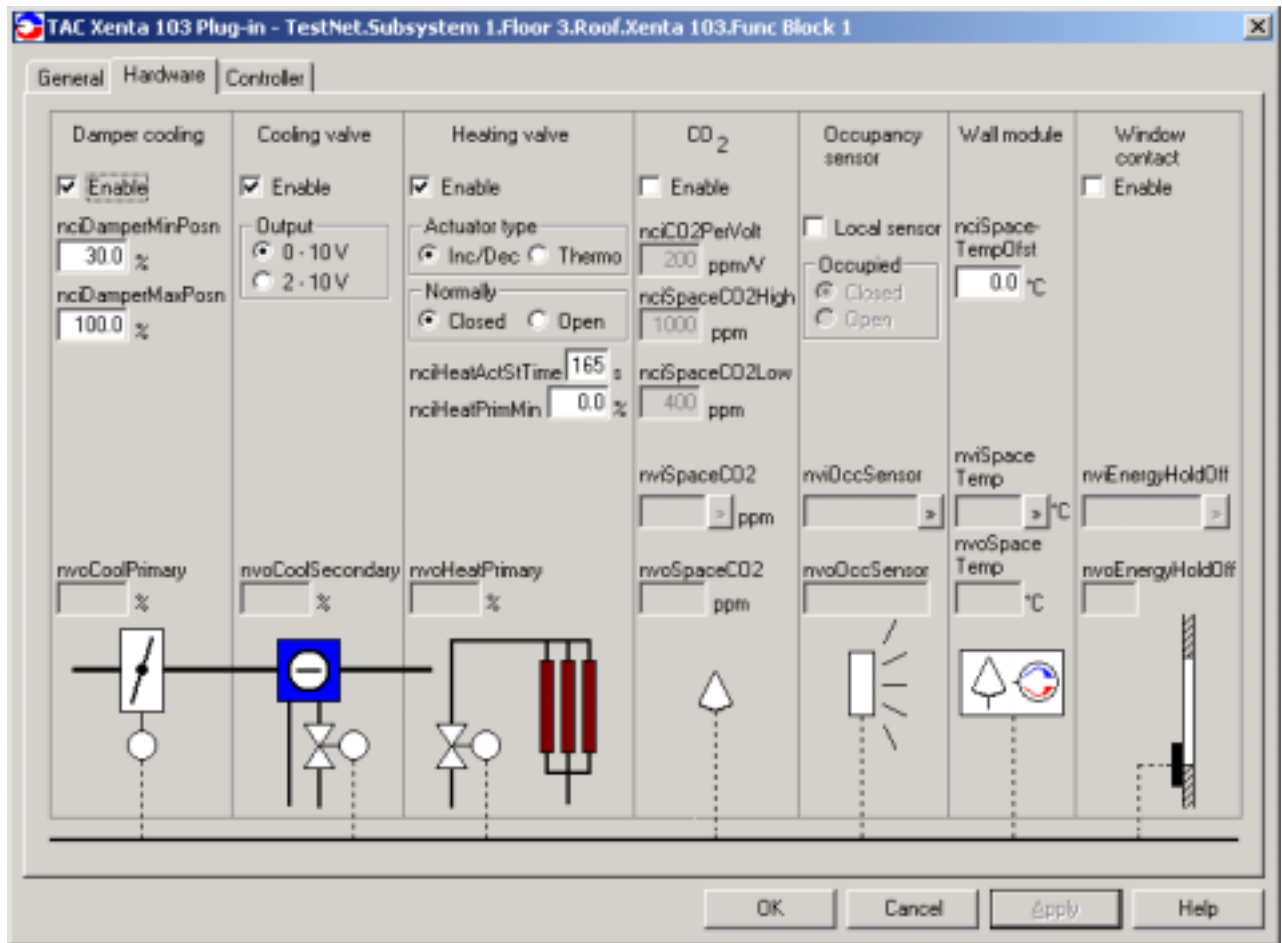 TAC Xenta 103 Plug-in - TestNet.Subsystem 1.Floor 3.Roof.Xenta 103.Func Block 1
General Hardware Controller
Damper cooling
Enable
nciDamperMinPosn
30.0 %
nciDamperMaxPosn
100.0 %
nvoCoolPrimary
%
Cooling valve
Enable
Output
0 - 10 V
2 - 10 V
nvoCoolSecondary
%
Heating valve
Enable
Actuator type
Inc/Dec Thermo
Normally
Closed Open
nciHeatActStTime 165 s
nciHeatPrimMin 0.0 %
nvoHeatPrimary
%
CO2
Enable
nciCO2PerVolt
200 ppm/V
nciSpaceCO2High
1000 ppm
nciSpaceCO2Low
400 ppm
nviSpaceCO2
» ppm
nvoSpaceCO2
ppm
Occupancy
sensor
Local sensor
Occupied
Closed
Open
nviOccSensor
»
nvoOccSensor
Wall module
nciSpace-
TempOfst
0.0 °C
nviSpace
Temp
» °C
nvoSpace
Temp
°C
Window
contact
Enable
nviEnergyHoldOff
»
nvoEnergyHoldOff
OK Cancel Apply Help